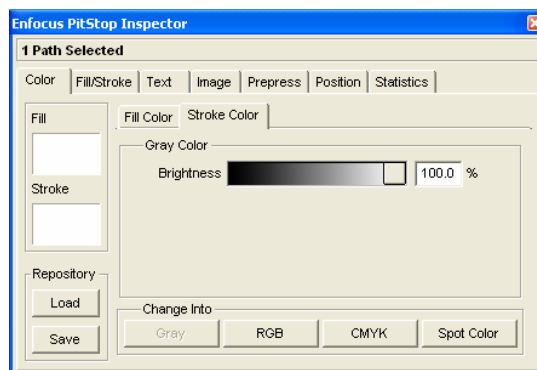 Enfocus PitStop Inspector
1 Path Selected
Color Fill/Stroke Text Image Prepress Position Statistics
Fill
Stroke
Fill Color Stroke Color
Gray Color
Brightness 100.0 %
Repository
Load
Save
Change Into
Gray RGB CMYK Spot Color